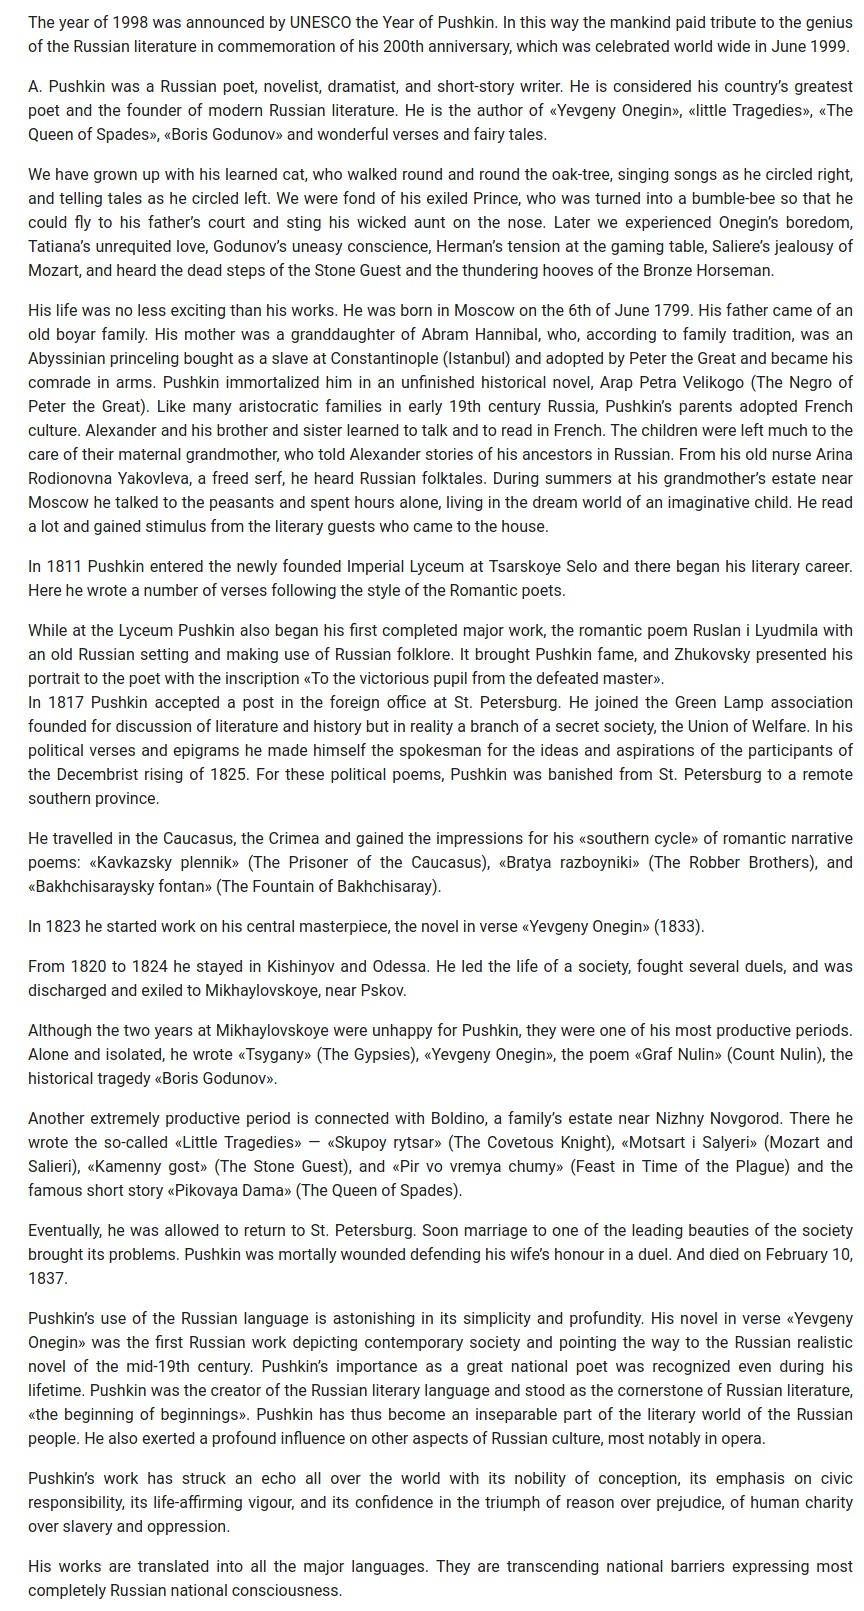 The year of 1998 was announced by UNESCO the Year of Pushkin. In this way the mankind paid tribute to the genius
of the Russian literature in commemoration of his 200th anniversary, which was celebrated world wide in June 1999.
A. Pushkin was a Russian poet, novelist, dramatist, and short-story writer. He is considered his country’s greatest
poet and the founder of modern Russian literature. He is the author of «Yevgeny Onegin», «little Tragedies», «The
Queen of Spades», «Boris Godunov» and wonderful verses and fairy tales.
We have grown up with his learned cat, who walked round and round the oak-tree, singing songs as he circled right,
and telling tales as he circled left. We were fond of his exiled Prince, who was turned into a bumble-bee so that he
could fly to his father’s court and sting his wicked aunt on the nose. Later we experienced Onegin’s boredom,
Tatiana’s unrequited love, Godunov’s uneasy conscience, Herman’s tension at the gaming table, Saliere’s jealousy of
Mozart, and heard the dead steps of the Stone Guest and the thundering hooves of the Bronze Horseman.
His life was no less exciting than his works. He was born in Moscow on the 6th of June 1799. His father came of an
old boyar family. His mother was a granddaughter of Abram Hannibal, who, according to family tradition, was an
Abyssinian princeling bought as a slave at Constantinople (Istanbul) and adopted by Peter the Great and became his
comrade in arms. Pushkin immortalized him in an unfinished historical novel, Arap Petra Velikogo (The Negro of
Peter the Great). Like many aristocratic families in early 19th century Russia, Pushkin’s parents adopted French
culture. Alexander and his brother and sister learned to talk and to read in French. The children were left much to the
care of their maternal grandmother, who told Alexander stories of his ancestors in Russian. From his old nurse Arina
Rodionovna Yakovleva, a freed serf, he heard Russian folktales. During summers at his grandmother’s estate near
Moscow he talked to the peasants and spent hours alone, living in the dream world of an imaginative child. He read
a lot and gained stimulus from the literary guests who came to the house.
In 1811 Pushkin entered the newly founded Imperial Lyceum at Tsarskoye Selo and there began his literary career.
Here he wrote a number of verses following the style of the Romantic poets.
While at the Lyceum Pushkin also began his first completed major work, the romantic poem Ruslan i Lyudmila with
an old Russian setting and making use of Russian folklore. It brought Pushkin fame, and Zhukovsky presented his
portrait to the poet with the inscription «To the victorious pupil from the defeated master».
In 1817 Pushkin accepted a post in the foreign office at St. Petersburg. He joined the Green Lamp association
founded for discussion of literature and history but in reality a branch of a secret society, the Union of Welfare. In his
political verses and epigrams he made himself the spokesman for the ideas and aspirations of the participants of
the Decembrist rising of 1825. For these political poems, Pushkin was banished from St. Petersburg to a remote
southern province.
He travelled in the Caucasus, the Crimea and gained the impressions for his «southern cycle» of romantic narrative
poems: «Kavkazsky plennik» (The Prisoner of the Caucasus), «Bratya razboyniki» (The Robber Brothers), and
«Bakhchisaraysky fontan» (The Fountain of Bakhchisaray).
In 1823 he started work on his central masterpiece, the novel in verse «Yevgeny Onegin» (1833).
From 1820 to 1824 he stayed in Kishinyov and Odessa. He led the life of a society, fought several duels, and was
discharged and exiled to Mikhaylovskoye, near Pskov.
Although the two years at Mikhaylovskoye were unhappy for Pushkin, they were one of his most productive periods.
Alone and isolated, he wrote «Tsygany» (The Gypsies), «Yevgeny Onegin», the poem «Graf Nulin» (Count Nulin), the
historical tragedy «Boris Godunov».
Another extremely productive period is connected with Boldino, a family’s estate near Nizhny Novgorod. There he
wrote the so-called «Little Tragedies» — «Skupoy rytsar» (The Covetous Knight), «Motsart i Salyeri» (Mozart and
Salieri), «Kamenny gost» (The Stone Guest), and «Pir vo vremya chumy» (Feast in Time of the Plague) and the
famous short story «Pikovaya Dama» (The Queen of Spades).
Eventually, he was allowed to return to St. Petersburg. Soon marriage to one of the leading beauties of the society
brought its problems. Pushkin was mortally wounded defending his wife’s honour in a duel. And died on February 10,
1837.
Pushkin’s use of the Russian language is astonishing in its simplicity and profundity. His novel in verse «Yevgeny
Onegin» was the first Russian work depicting contemporary society and pointing the way to the Russian realistic
novel of the mid-19th century. Pushkin’s importance as a great national poet was recognized even during his
lifetime. Pushkin was the creator of the Russian literary language and stood as the cornerstone of Russian literature,
«the beginning of beginnings». Pushkin has thus become an inseparable part of the literary world of the Russian
people. He also exerted a profound influence on other aspects of Russian culture, most notably in opera.
Pushkin’s work has struck an echo all over the world with its nobility of conception, its emphasis on civic
responsibility, its life-affirming vigour, and its confidence in the triumph of reason over prejudice, of human charity
over slavery and oppression.
His works are translated into all the major languages. They are transcending national barriers expressing most
completely Russian national consciousness.